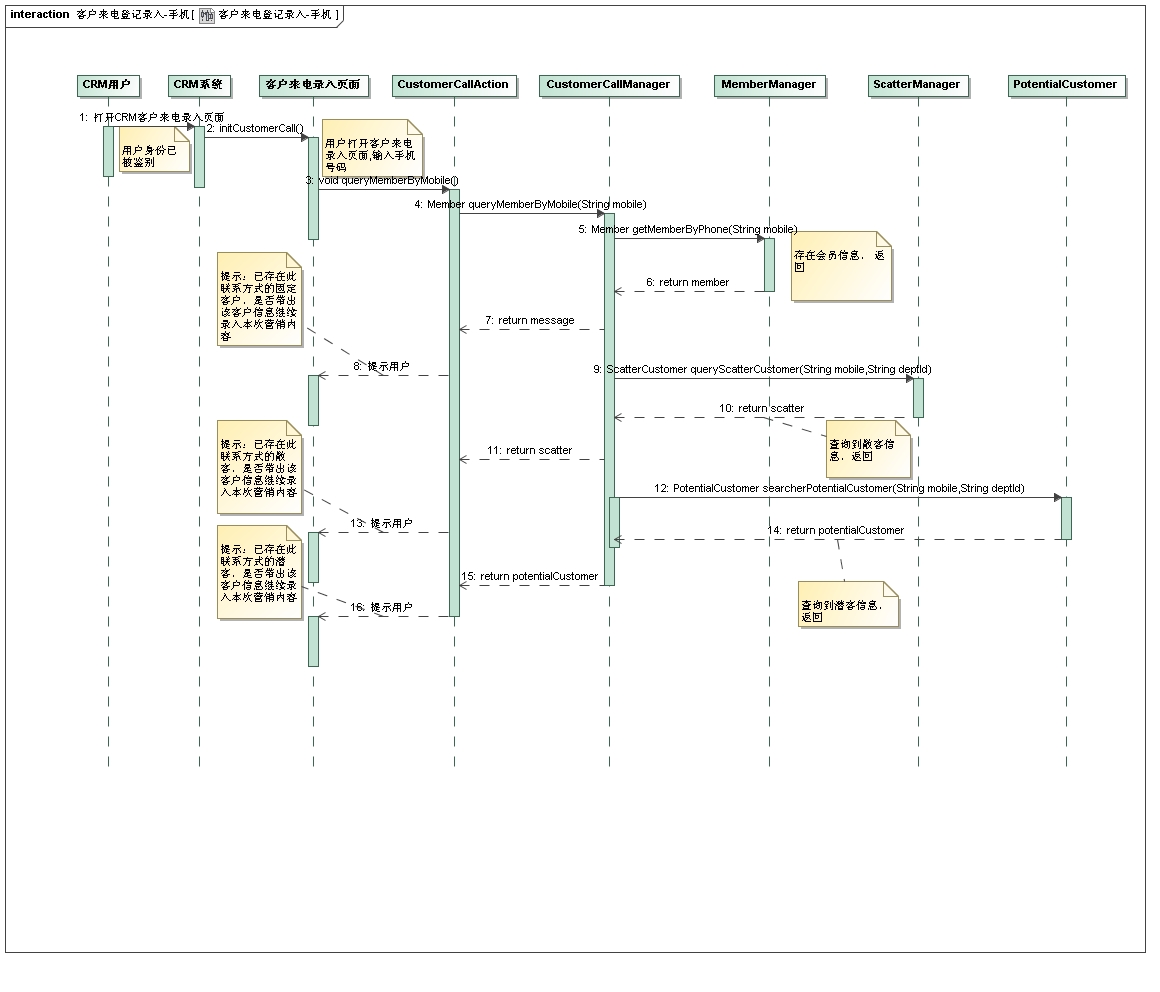 interaction 客户来电登记录入-手机[ 客户来电登记录入-手机 ]
CRM用户
CRM系统
客户来电录入页面
CustomerCallAction
CustomerCallManager
MemberManager
ScatterManager
PotentialCustomer
1: 打开CRM客户来电录入页面
2: initCustomerCall()
用户身份已
被鉴别
用户打开客户来电
录入页面,输入手机
号码
3: void queryMemberByMobile()
4: Member queryMemberByMobile(String mobile)
5: Member getMemberByPhone(String mobile)
存在会员信息， 返
回
6: return member
提示：已存在此
联系方式的固定
客户，是否带出
该客户信息继续
录入本次营销内
容
7: return message
8: 提示用户
9: ScatterCustomer queryScatterCustomer(String mobile,String deptId)
10: return scatter
查询到散客信
息，返回
提示：已存在此
联系方式的散
客，是否带出该
客户信息继续录
入本次营销内容
11: return scatter
12: PotentialCustomer searcherPotentialCustomer(String mobile,String deptId)
13: 提示用户
14: return potentialCustomer
提示：已存在此
联系方式的潜
客，是否带出该
客户信息继续录
入本次营销内容
15: return potentialCustomer
查询到潜客信息，
返回
16: 提示用户